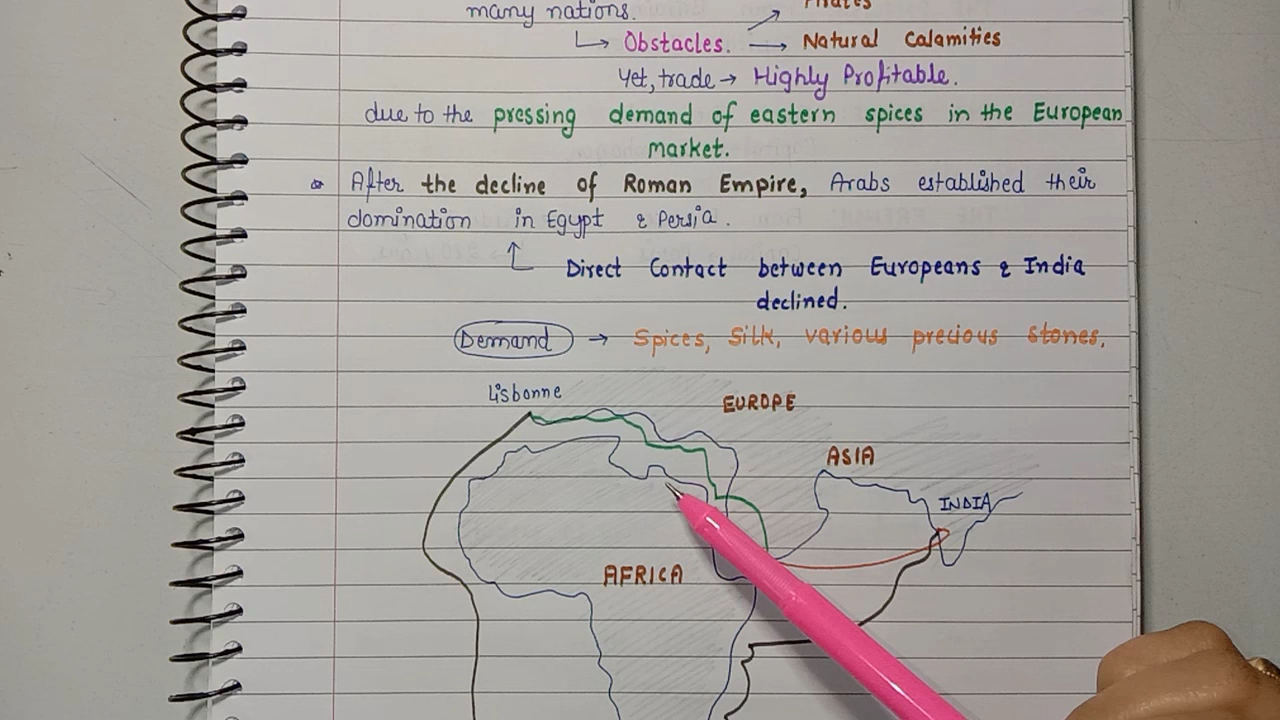 many nations.
Pirates
↳ Obstacles. → Natural Calamities
Yet, trade → Highly Profitable.
due to the pressing demand of eastern spices in the European
market.
After the decline of Roman Empire, Arabs established their
domination in Egypt & Persia.
Direct Contact between Europeans & India
declined.
Demand → Spices, Silk, various precious stones.
Lisbonne
EUROPE
ASIA
INDIA
AFRICA